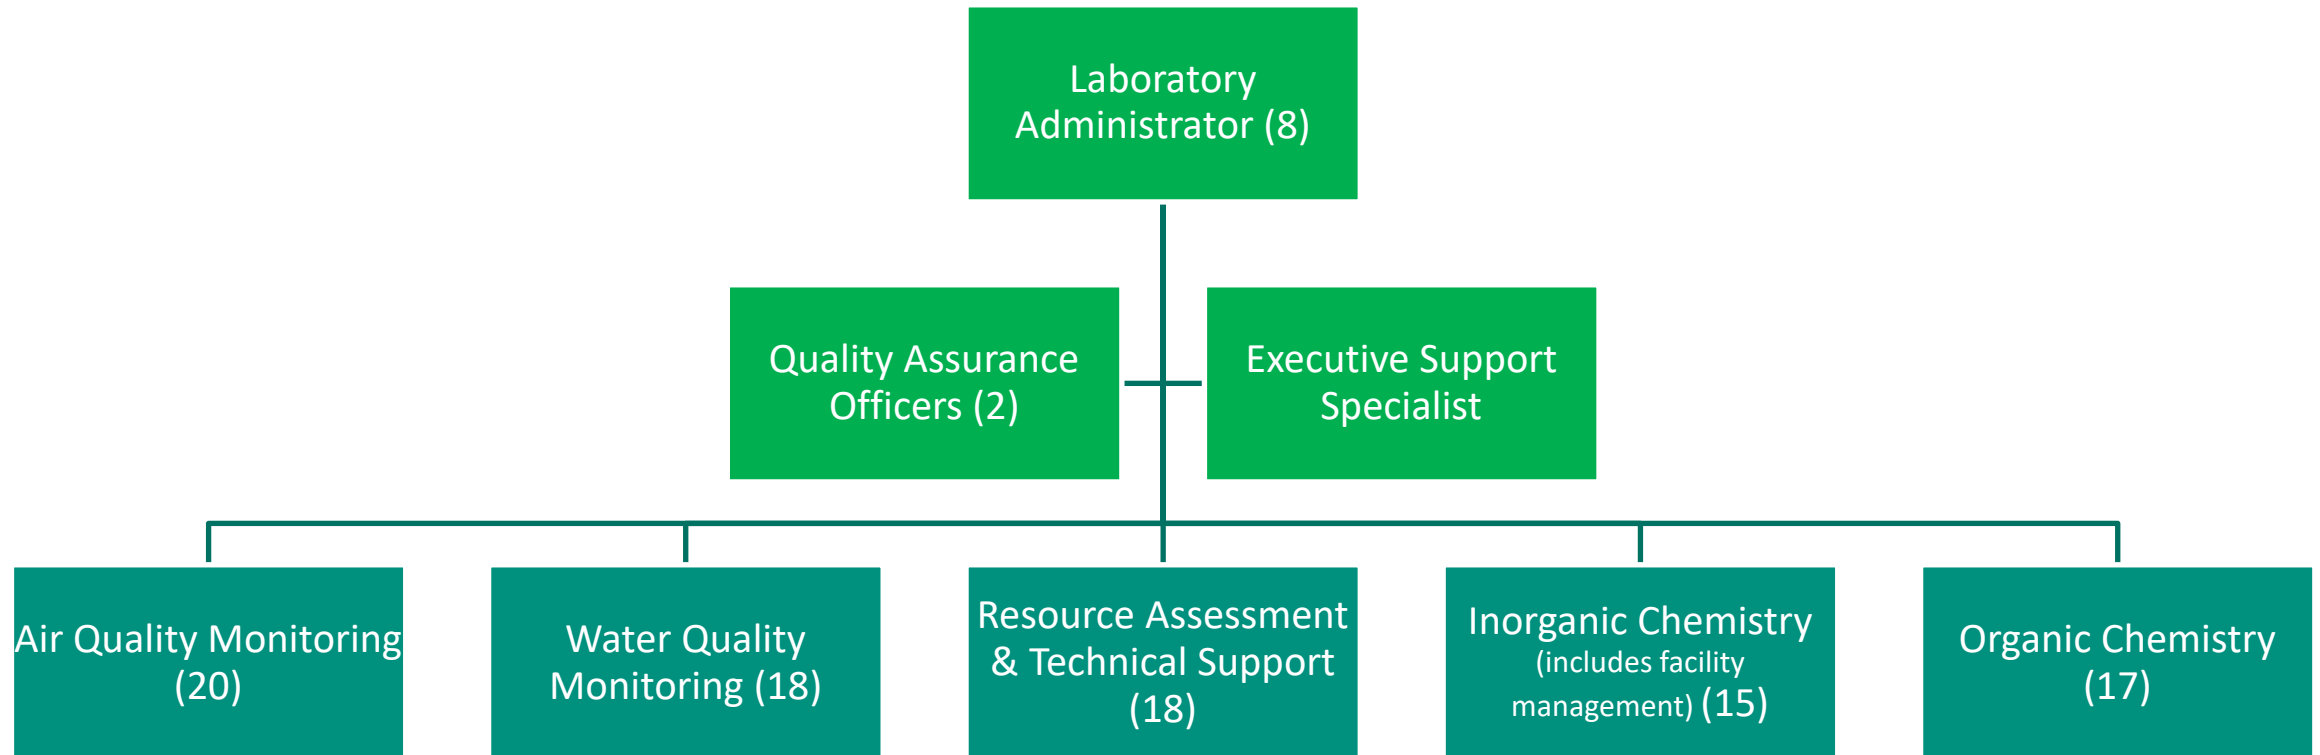 Laboratory
Administrator (8)
Quality Assurance
Officers (2)
Executive Support
Specialist
Air Quality Monitoring
(20)
Water Quality
Monitoring (18)
Resource Assessment
& Technical Support
(18)
Inorganic Chemistry
(includes facility
management) (15)
Organic Chemistry
(17)